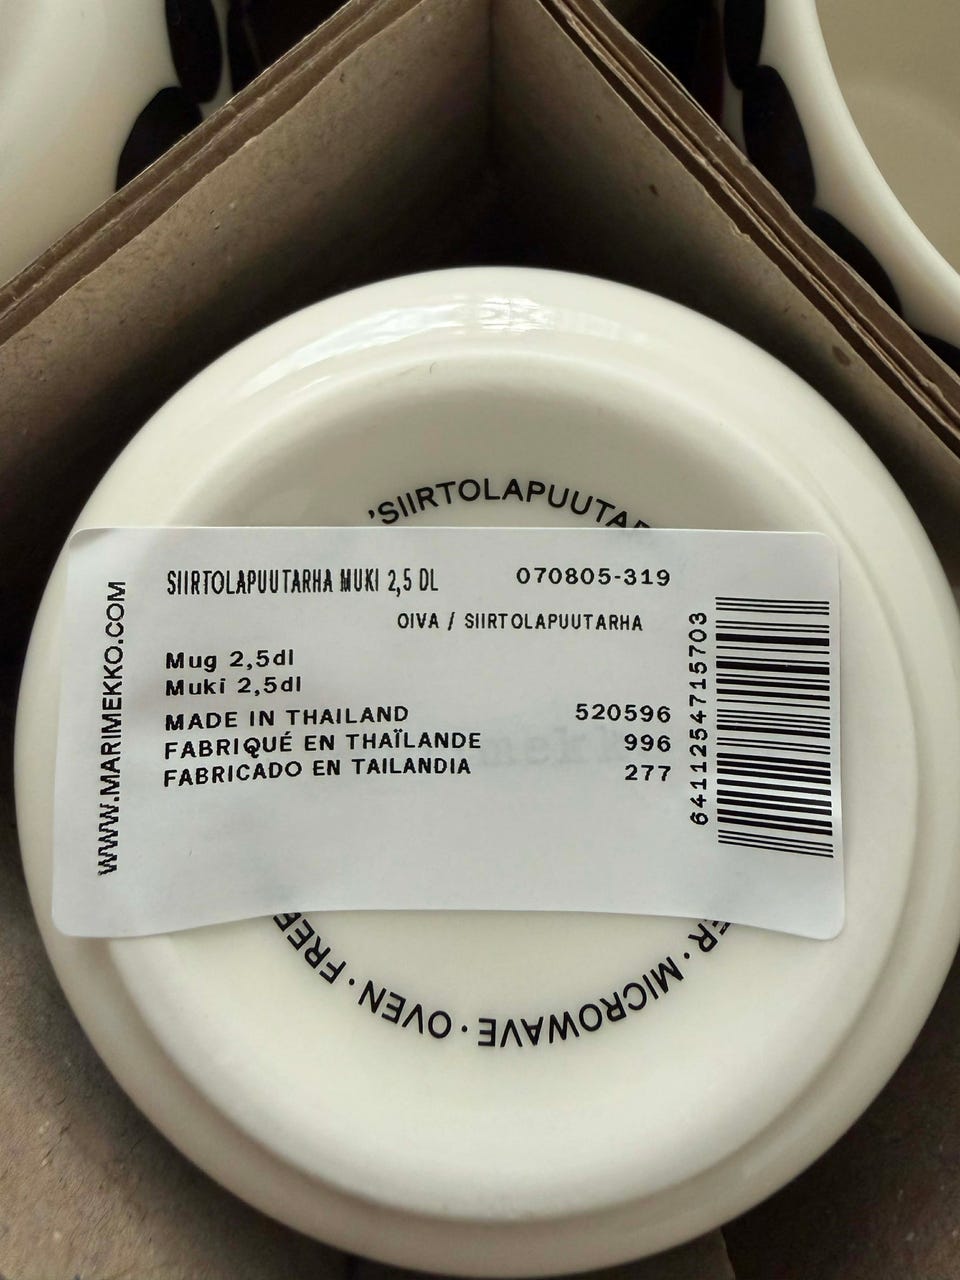 'SIIRTOLAPUUTAR
SIIRTOLAPUUTARHA MUKI 2,5 DL 070805-319
OIVA / SIIRTOLAPUUTARHA
Mug 2,5dl
Muki 2,5dl
MADE IN THAILAND 520596
FABRIQUÉ EN THAÏLANDE 996
FABRICADO EN TAILANDIA 277
WWW.MARIMEKKO.COM
6411254715703
ER · MICROWAVE · OVEN · FREE